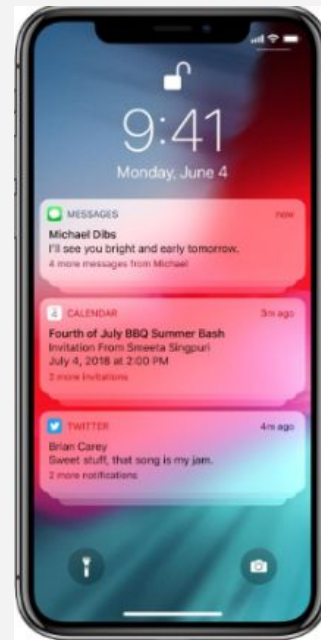 9:41
Monday, June 4
MESSAGES now
Michael Dibs
I'll see you bright and early tomorrow.
4 more messages from Michael
4 CALENDAR 3m ago
Fourth of July BBQ Summer Bash
Invitation From Smeeta Singpuri
July 4, 2018 at 2:00 PM
2 more invitations
TWITTER 4m ago
Brian Carey
Sweet stuff, that song is my jam.
2 more notifications